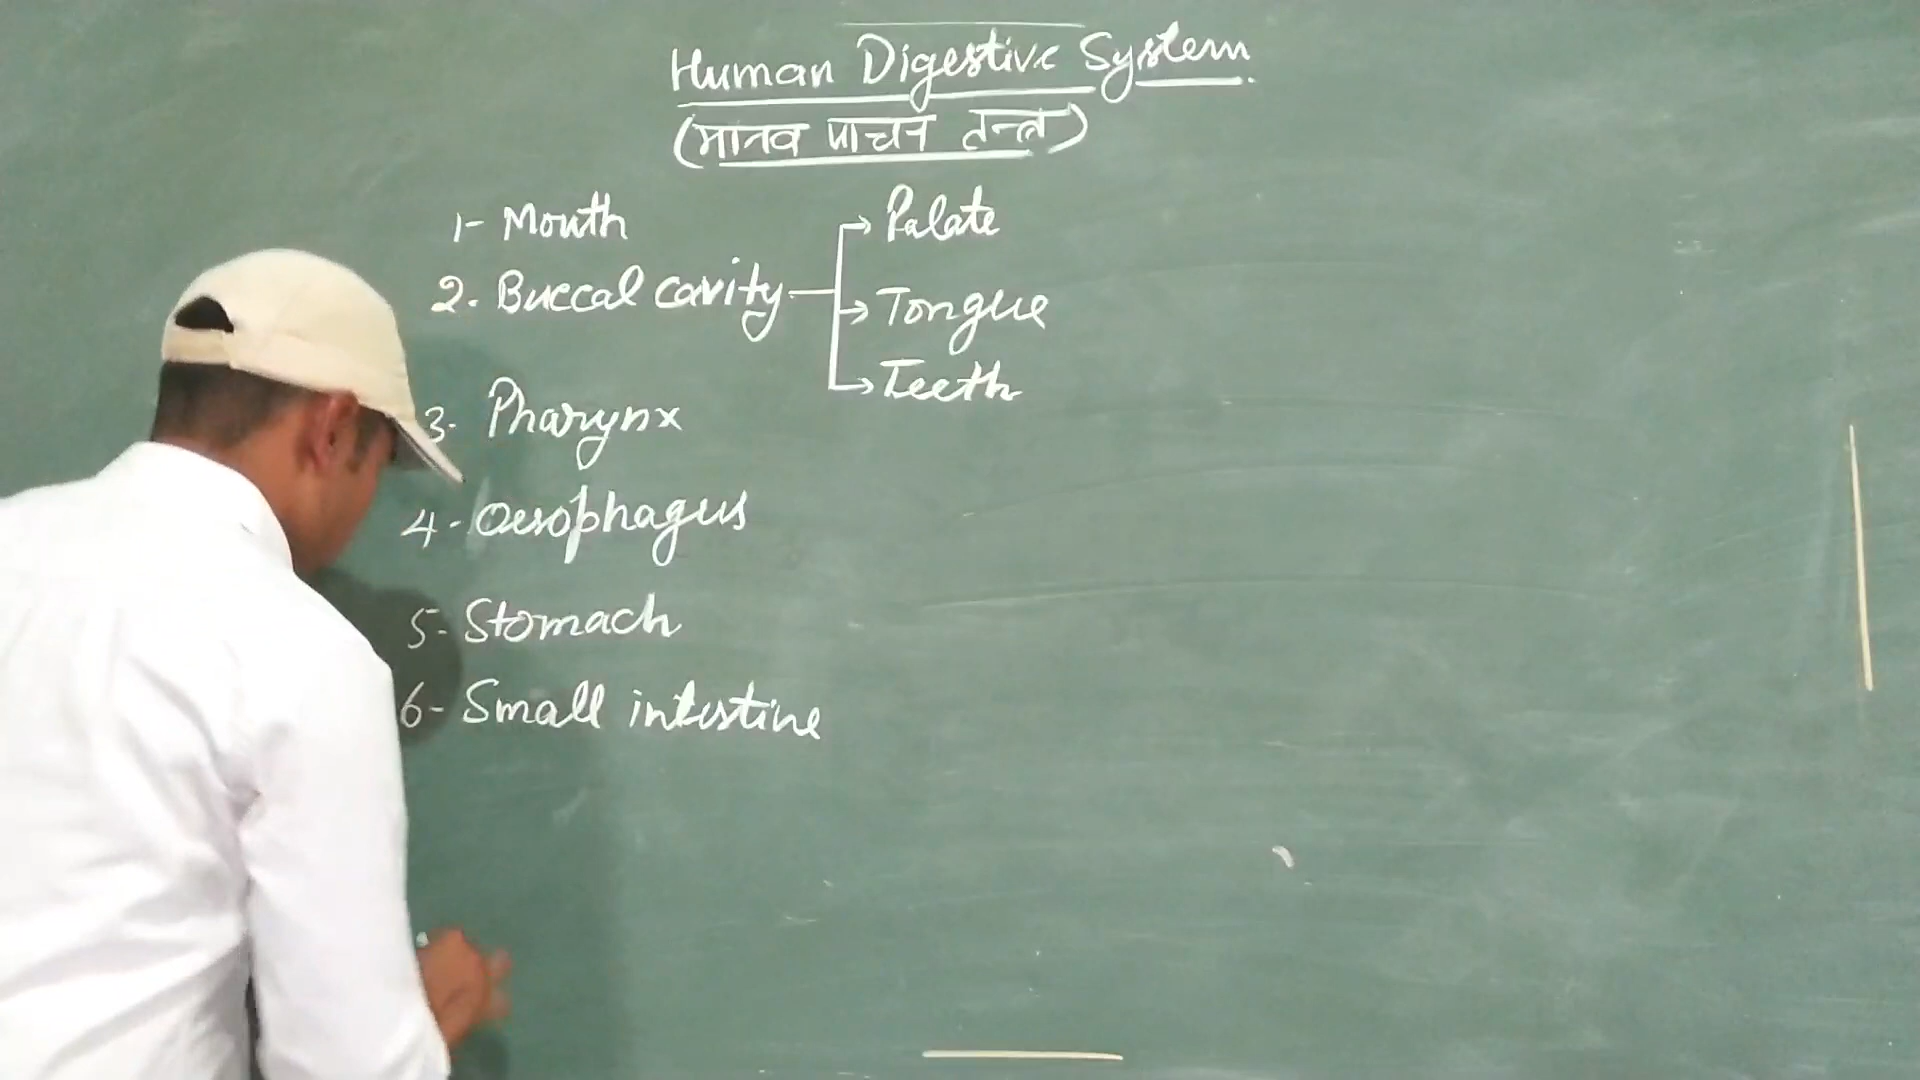 Human Digestive System.
(मानव पाचन तन्त्र)
1- Mouth
2. Buccal cavity → Palate
→ Tongue
→ Teeth
3. Pharynx
4- Oesophagus
5- Stomach
6- Small intestine